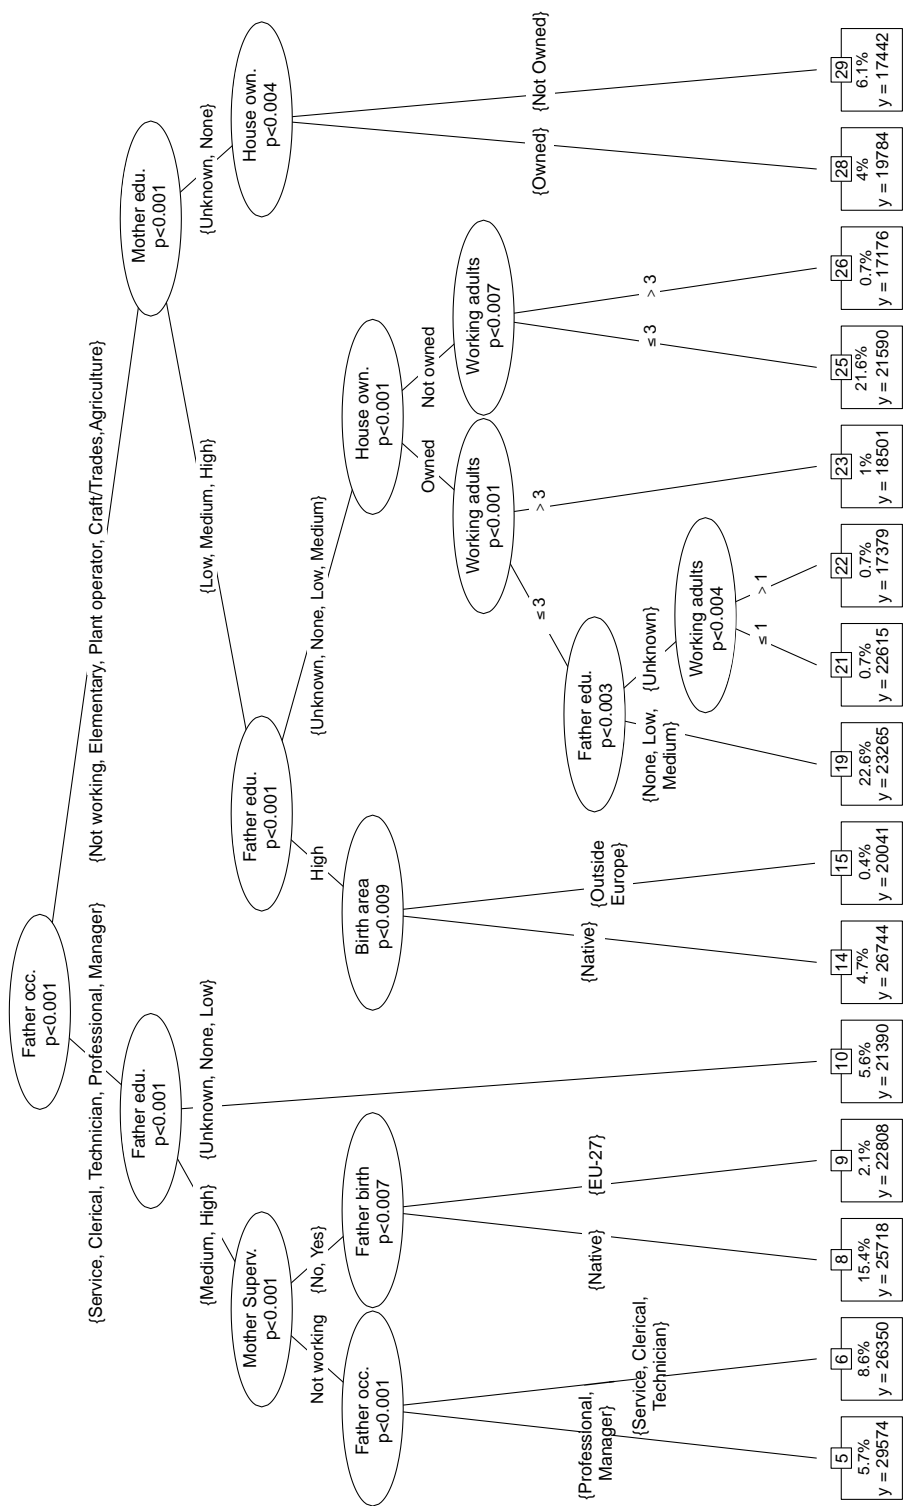 Father occ.
p<0.001
{Service, Clerical, Technician, Professional, Manager}
{Not working, Elementary, Plant operator, Craft/Trades,Agriculture}
Father edu.
p<0.001
{Medium, High}
{Unknown, None, Low}
Mother Superv.
p<0.001
Not working
{No, Yes}
Father occ.
p<0.001
{Professional,
Manager}
{Service, Clerical,
Technician}
Father birth
p<0.007
{Native}
{EU-27}
Mother edu.
p<0.001
{Low, Medium, High}
{Unknown, None}
Father edu.
p<0.001
High
{Unknown, None, Low, Medium}
Birth area
p<0.009
{Native}
{Outside
Europe}
House own.
p<0.001
Owned
Not owned
Working adults
p<0.001
≤ 3
> 3
Father edu.
p<0.003
{None, Low,
Medium}
{Unknown}
Working adults
p<0.004
≤ 1
> 1
Working adults
p<0.007
≤ 3
> 3
House own.
p<0.004
{Owned}
{Not Owned}
5
5.7%
y = 29574
6
8.6%
y = 26350
8
15.4%
y = 25718
9
2.1%
y = 22808
10
5.6%
y = 21390
14
4.7%
y = 26744
15
0.4%
y = 20041
19
22.6%
y = 23265
21
0.7%
y = 22615
22
0.7%
y = 17379
23
1%
y = 18501
25
21.6%
y = 21590
26
0.7%
y = 17176
28
4%
y = 19784
29
6.1%
y = 17442